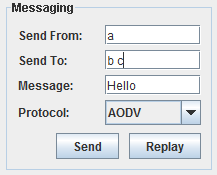 Messaging
Send From: a
Send To: b c
Message: Hello
Protocol: AODV
Send Replay